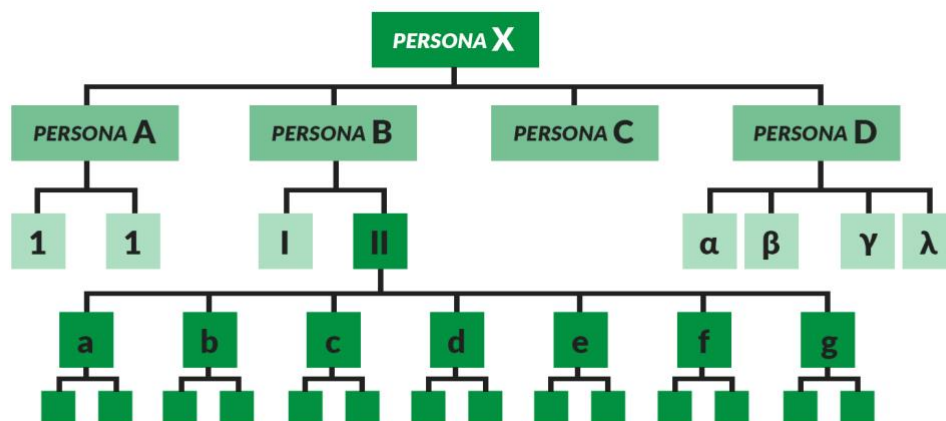 PERSONA X
PERSONA A PERSONA B PERSONA C PERSONA D
1 1 I II α β γ λ
a b c d e f g